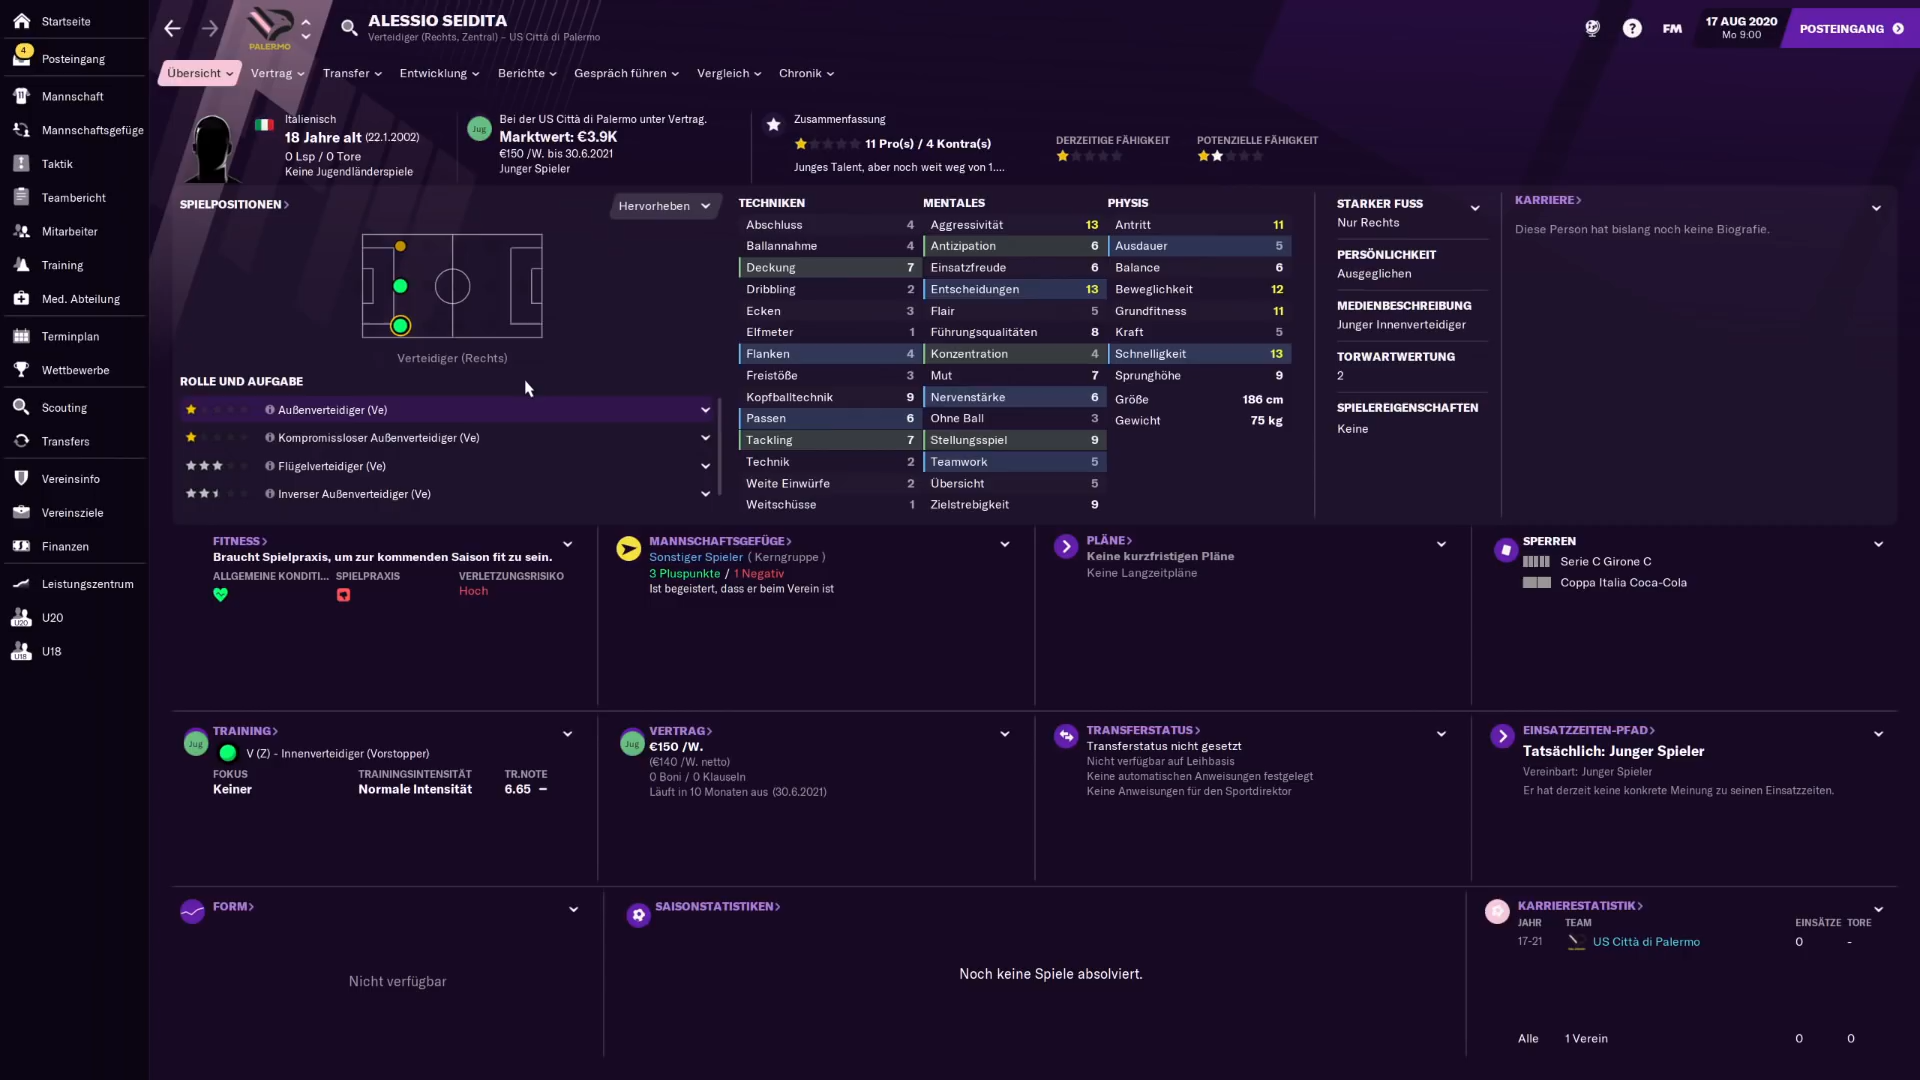 Startseite
4
Posteingang
Mannschaft
Mannschaftsgefüge
Taktik
Teambericht
Mitarbeiter
Training
Med. Abteilung
Terminplan
Wettbewerbe
Scouting
Transfers
Vereinsinfo
Vereinsziele
Finanzen
Leistungszentrum
U20
U20
U18
U18
PALERMO
ALESSIO SEIDITA
Verteidiger (Rechts, Zentral) - US Città di Palermo
? FM
17 AUG 2020
Mo 9:00
POSTEINGANG
Übersicht Vertrag Transfer Entwicklung Berichte Gespräch führen Vergleich Chronik
Italienisch
18 Jahre alt (22.1.2002)
0 Lsp / 0 Tore
Keine Jugendländerspiele
Jug
Bei der US Città di Palermo unter Vertrag.
Marktwert: €3.9K
€150 /W. bis 30.6.2021
Junger Spieler
Zusammenfassung
11 Pro(s) / 4 Kontra(s)
Junges Talent, aber noch weit weg von 1....
DERZEITIGE FÄHIGKEIT
POTENZIELLE FÄHIGKEIT
SPIELPOSITIONEN
Hervorheben
Verteidiger (Rechts)
ROLLE UND AUFGABE
Außenverteidiger (Ve)
Kompromissloser Außenverteidiger (Ve)
Flügelverteidiger (Ve)
Inverser Außenverteidiger (Ve)
TECHNIKEN
Abschluss 4
Ballannahme 4
Deckung 7
Dribbling 2
Ecken 3
Elfmeter 1
Flanken 4
Freistöße 3
Kopfballtechnik 9
Passen 6
Tackling 7
Technik 2
Weite Einwürfe 2
Weitschüsse 1
MENTALES
Aggressivität 13
Antizipation 6
Einsatzfreude 6
Entscheidungen 13
Flair 5
Führungsqualitäten 8
Konzentration 4
Mut 7
Nervenstärke 6
Ohne Ball 3
Stellungsspiel 9
Teamwork 5
Übersicht 5
Zielstrebigkeit 9
PHYSIS
Antritt 11
Ausdauer 5
Balance 6
Beweglichkeit 12
Grundfitness 11
Kraft 5
Schnelligkeit 13
Sprunghöhe 9
Größe 186 cm
Gewicht 75 kg
STARKER FUSS
Nur Rechts
PERSÖNLICHKEIT
Ausgeglichen
MEDIENBESCHREIBUNG
Junger Innenverteidiger
TORWARTWERTUNG
2
SPIELEREIGENSCHAFTEN
Keine
KARRIERE
Diese Person hat bislang noch keine Biografie.
FITNESS
Braucht Spielpraxis, um zur kommenden Saison fit zu sein.
ALLGEMEINE KONDITI... SPIELPRAXIS VERLETZUNGSRISIKO
Hoch
MANNSCHAFTSGEFÜGE
Sonstiger Spieler ( Kerngruppe )
3 Pluspunkte / 1 Negativ
Ist begeistert, dass er beim Verein ist
PLÄNE
Keine kurzfristigen Pläne
Keine Langzeitpläne
SPERREN
Serie C Girone C
Coppa Italia Coca-Cola
Jug
TRAINING
V (Z) - Innenverteidiger (Vorstopper)
FOKUS TRAININGSINTENSITÄT TR.NOTE
Keiner Normale Intensität 6.65 –
Jug
VERTRAG
€150 /W.
(€140 /W. netto)
0 Boni / 0 Klauseln
Läuft in 10 Monaten aus (30.6.2021)
TRANSFERSTATUS
Transferstatus nicht gesetzt
Nicht verfügbar auf Leihbasis
Keine automatischen Anweisungen festgelegt
Keine Anweisungen für den Sportdirektor
EINSATZZEITEN-PFAD
Tatsächlich: Junger Spieler
Vereinbart: Junger Spieler
Er hat derzeit keine konkrete Meinung zu seinen Einsatzzeiten.
FORM
Nicht verfügbar
SAISONSTATISTIKEN
Noch keine Spiele absolviert.
KARRIERESTATISTIK
JAHR TEAM EINSÄTZE TORE
17-21 US Città di Palermo 0 -
Alle 1 Verein 0 0